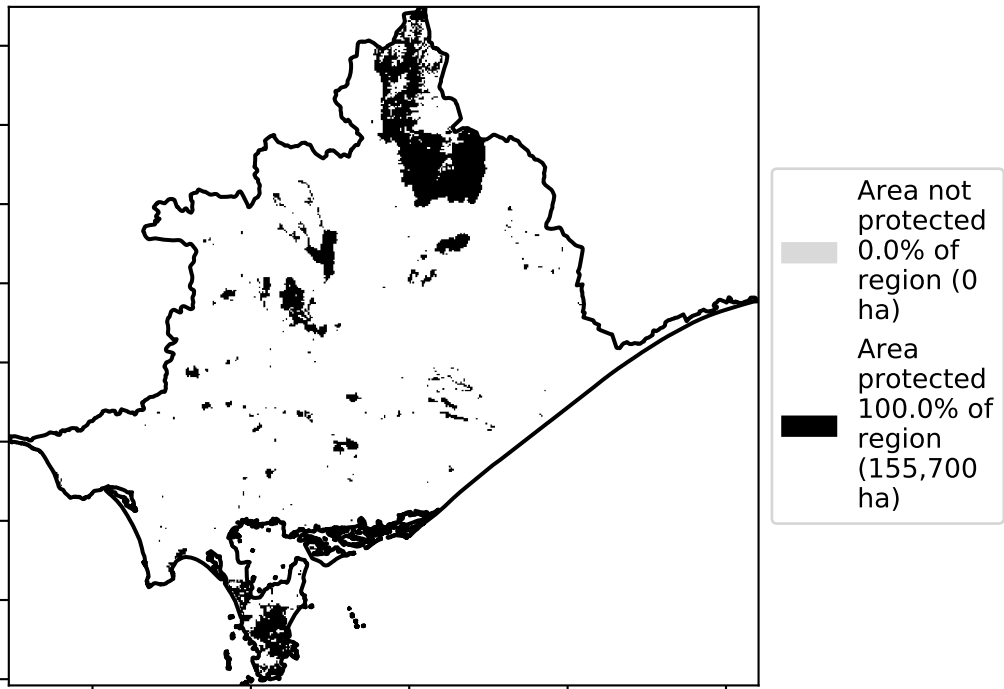 Area not
protected
0.0% of
region (0
ha)
Area
protected
100.0% of
region
(155,700
ha)